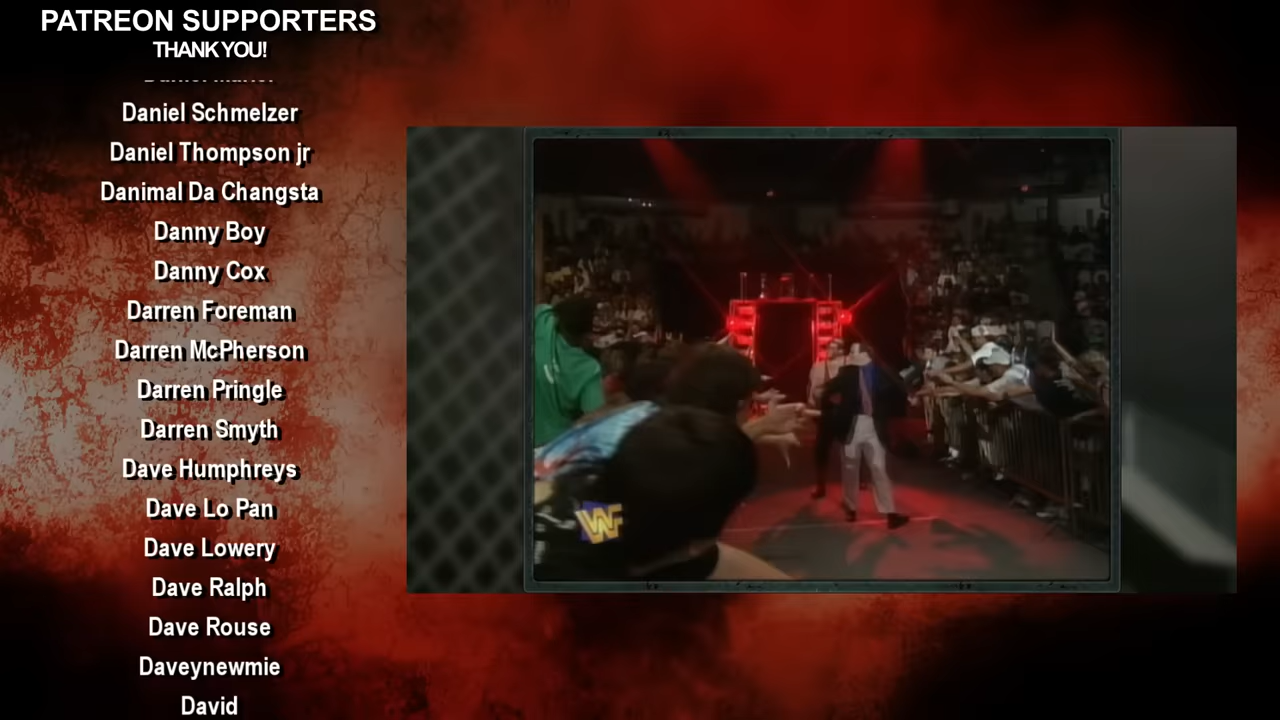 PATREON SUPPORTERS
THANK YOU!
Daniel Schmelzer
Daniel Thompson jr
Danimal Da Changsta
Danny Boy
Danny Cox
Darren Foreman
Darren McPherson
Darren Pringle
Darren Smyth
Dave Humphreys
Dave Lo Pan
Dave Lowery
Dave Ralph
Dave Rouse
Daveynewmie
David
WF